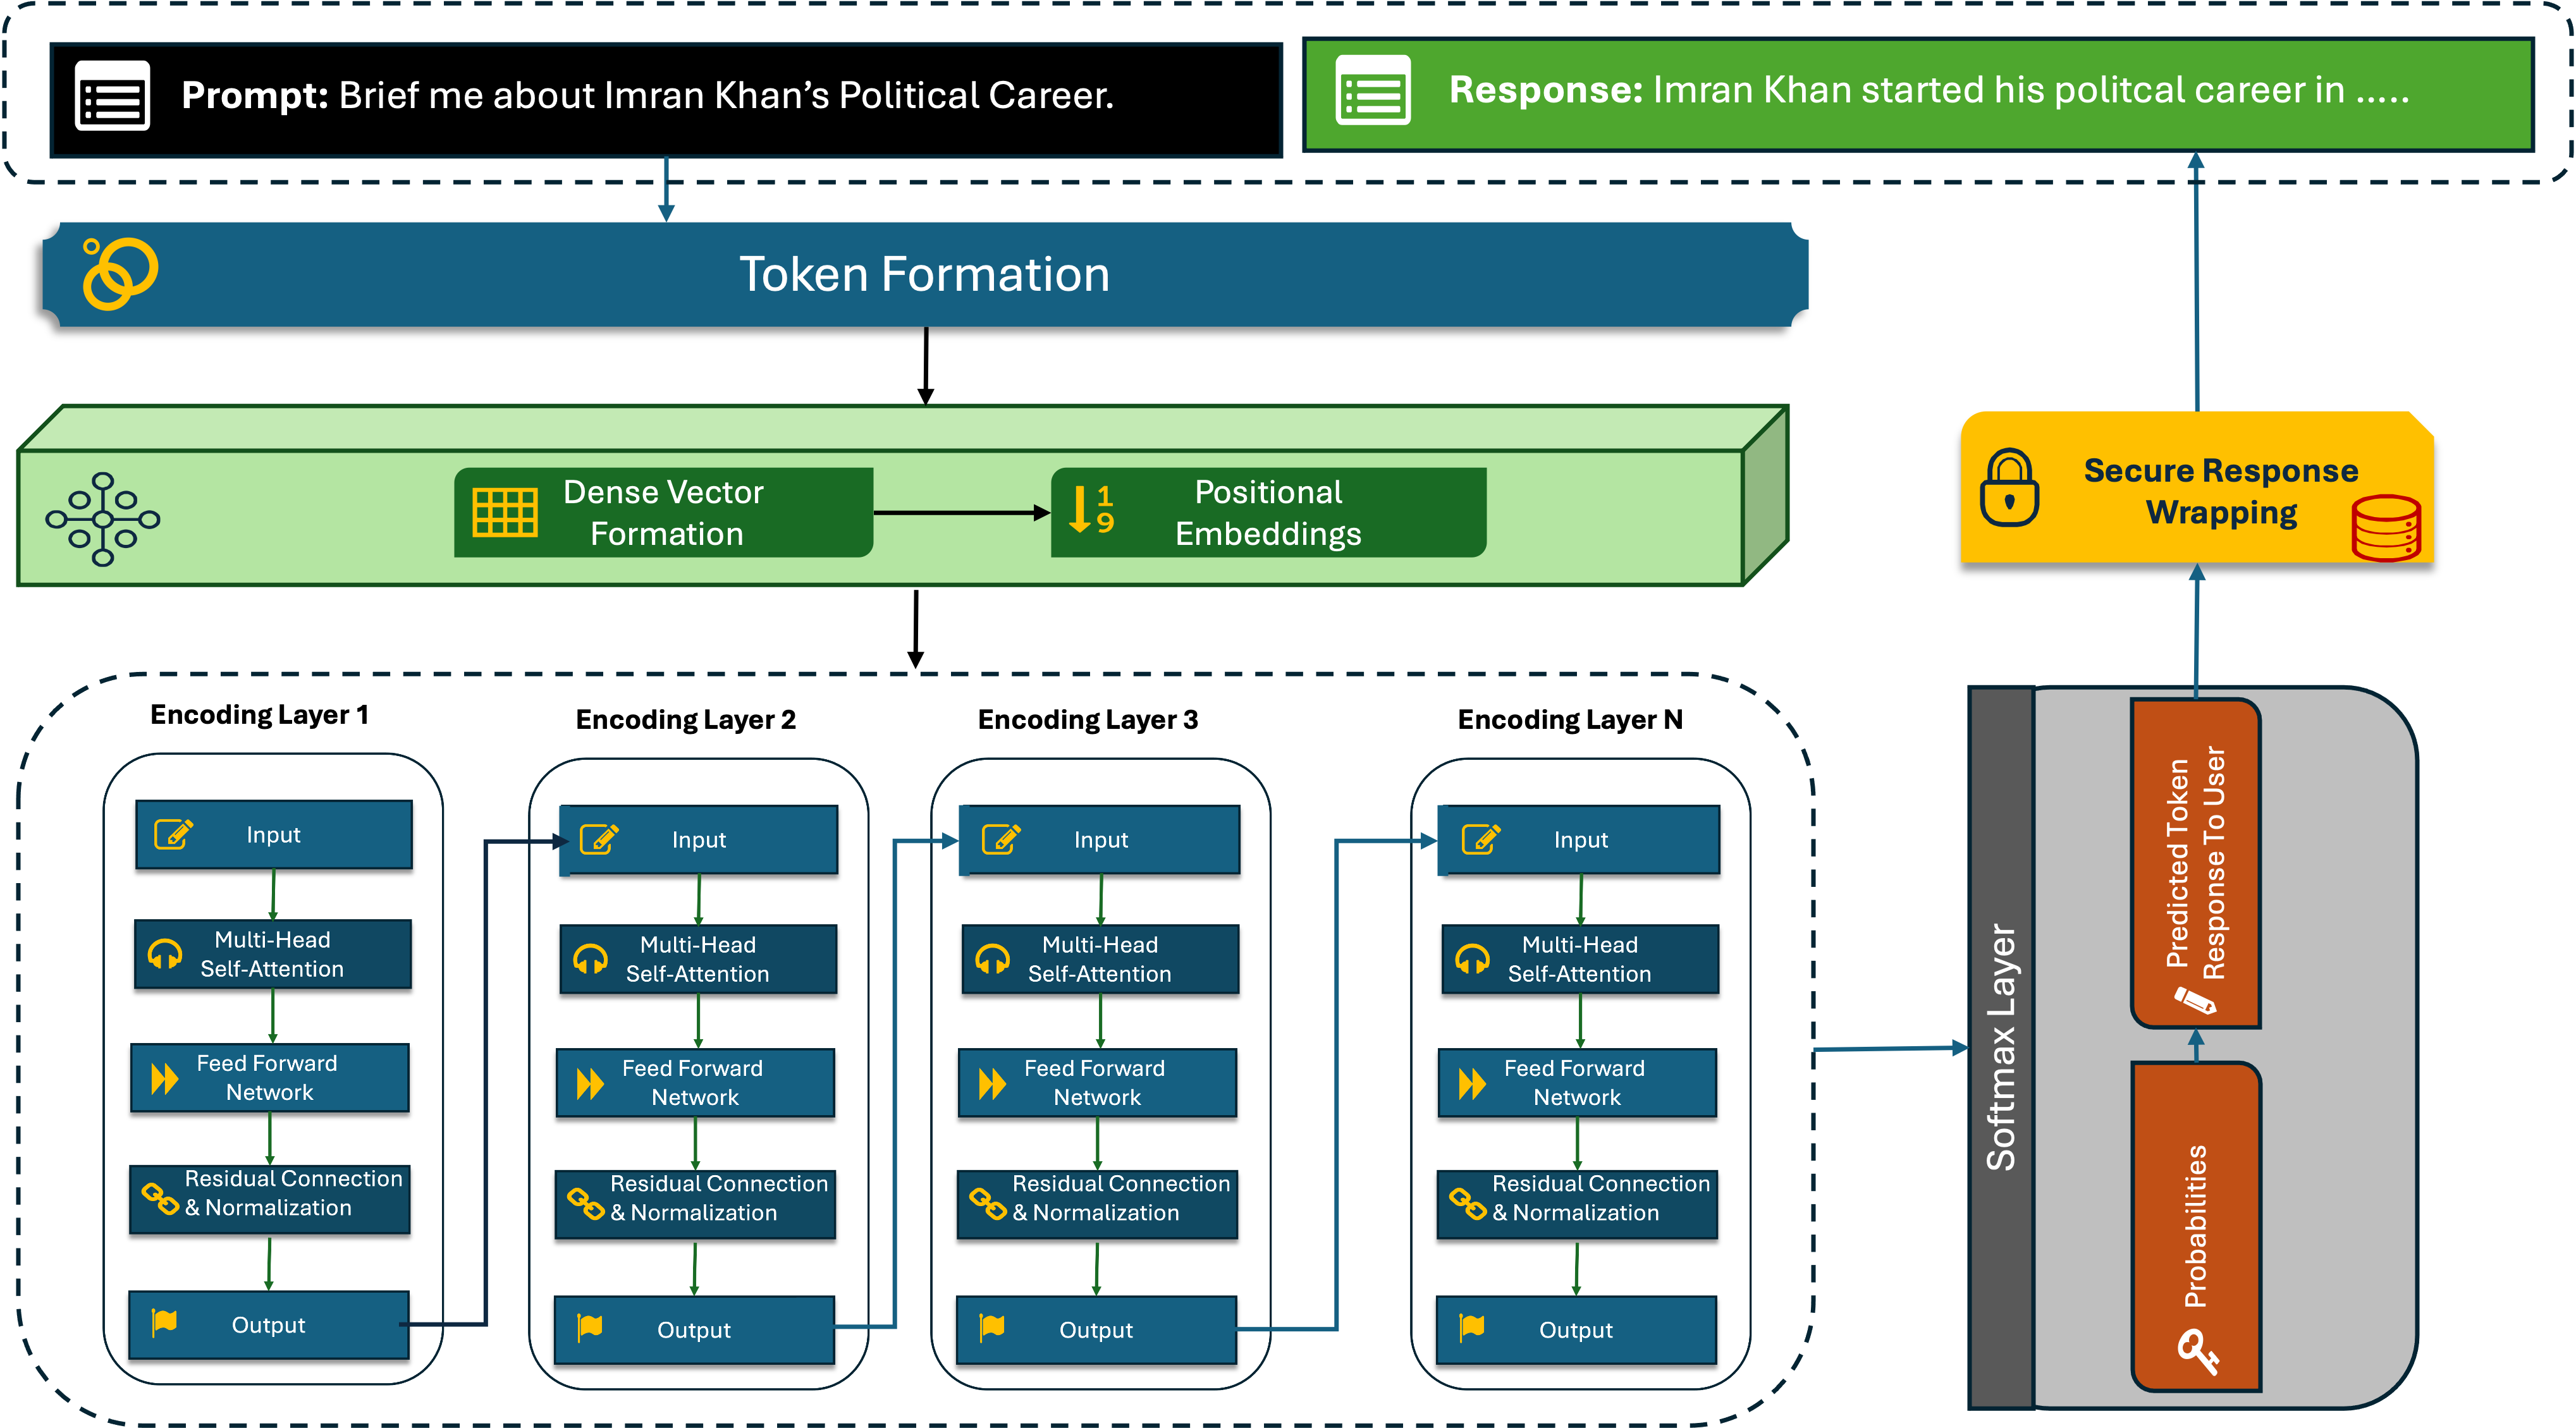 Prompt: Brief me about Imran Khan’s Political Career.
Response: Imran Khan started his politcal career in .....
Token Formation
Dense Vector
Formation
1
9
Positional
Embeddings
Secure Response
Wrapping
Encoding Layer 1
Input
Multi-Head
Self-Attention
Feed Forward
Network
Residual Connection
& Normalization
Output
Encoding Layer 2
Input
Multi-Head
Self-Attention
Feed Forward
Network
Residual Connection
& Normalization
Output
Encoding Layer 3
Input
Multi-Head
Self-Attention
Feed Forward
Network
Residual Connection
& Normalization
Output
Encoding Layer N
Input
Multi-Head
Self-Attention
Feed Forward
Network
Residual Connection
& Normalization
Output
Softmax Layer
Predicted Token
Response To User
Probabilities